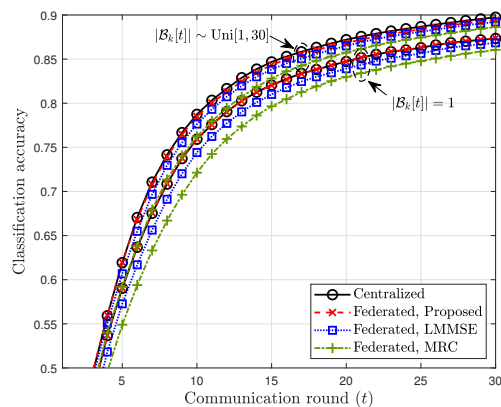 0.9
0.85
0.8
0.75
0.7
0.65
0.6
0.55
0.5
Classification accuracy
|ℬₖ[t]| ∼ Uni[1, 30]
|ℬₖ[t]| = 1
Centralized
Federated, Proposed
Federated, LMMSE
Federated, MRC
5 10 15 20 25 30
Communication round (t)